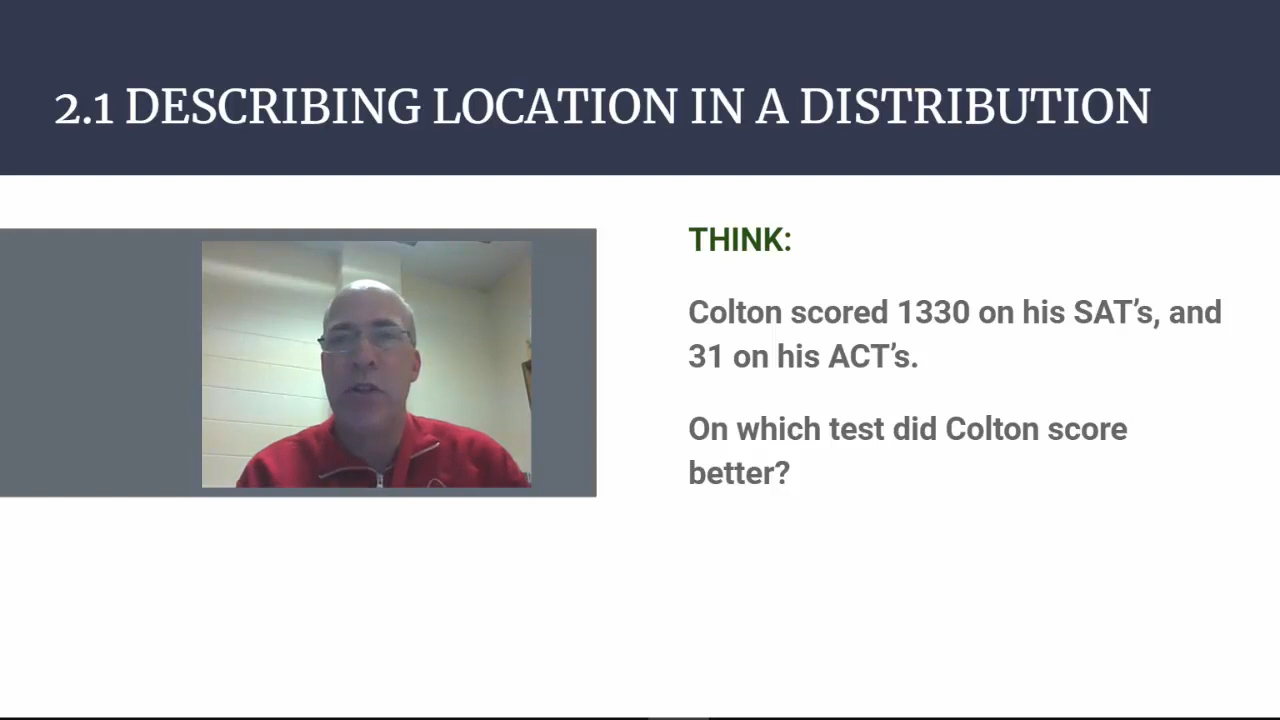 2.1 DESCRIBING LOCATION IN A DISTRIBUTION
THINK:
Colton scored 1330 on his SAT’s, and
31 on his ACT’s.
On which test did Colton score
better?